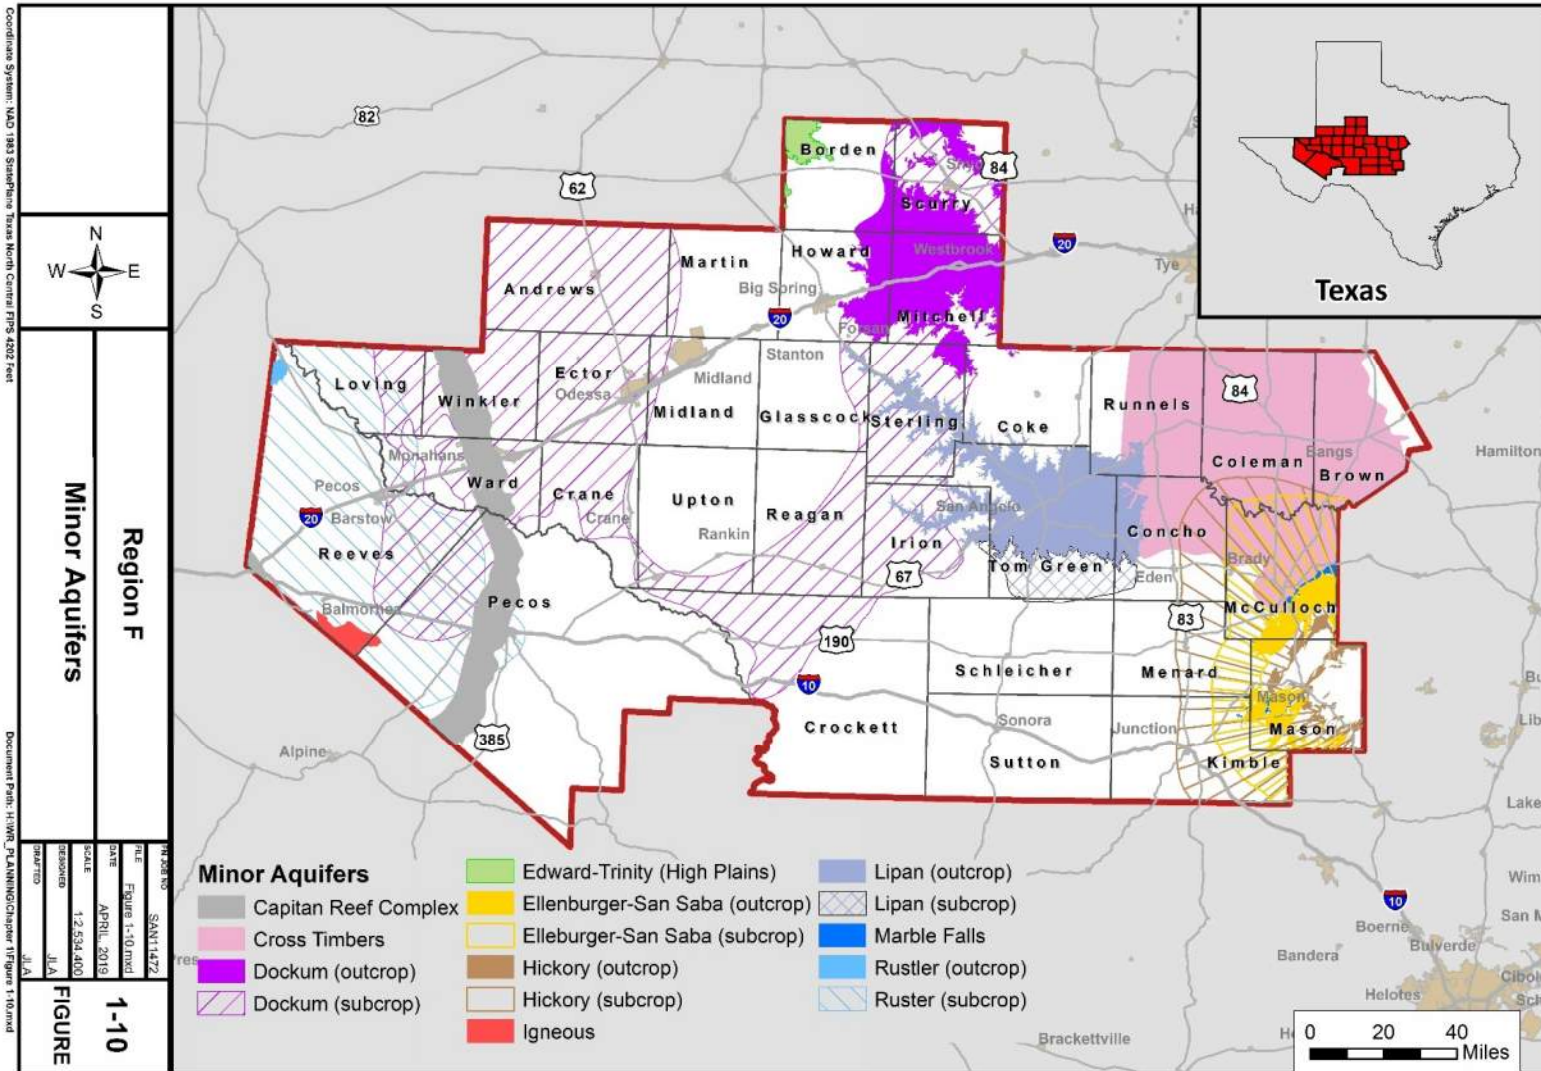 Coordinate System: NAD 1983 StatePlane Texas North Central FIPS 4202 Feet
Document Path: H:\WR_PLANNING\Chapter 1\Figure 1-10.mxd
N
W
E
S
Region F
Minor Aquifers
FN JOB NO
SAN11472
FILE
Figure 1-10.mxd
DATE
APRIL, 2019
SCALE
1:2,534,400
DESIGNED
JLA
DRAFTED
JLA
1-10
FIGURE
Texas
82
62
84
Borden
Scurry
Howard
Westbrook
20
Tye
Martin
Andrews
Big Spring
20
Mitchell
Forsan
Stanton
Loving
Winkler
Ector
Odessa
Midland
Midland
Glasscock
Sterling
Coke
Runnels
84
Coleman
Bangs
Brown
Hamilton
Monahans
Ward
Pecos
Barstow
20
Reeves
Crane
Crane
Upton
Rankin
Reagan
Irion
San Angelo
Concho
67
Tom Green
Eden
Brady
McCulloch
83
Balmorhea
Pecos
190
10
Schleicher
Menard
Mason
Mason
Crockett
Sonora
Junction
Sutton
Kimble
385
Alpine
Lake
10
Boerne
Bulverde
Bandera
Helotes
Brackettville
Minor Aquifers
Capitan Reef Complex
Cross Timbers
Dockum (outcrop)
Dockum (subcrop)
Edward-Trinity (High Plains)
Ellenburger-San Saba (outcrop)
Elleburger-San Saba (subcrop)
Hickory (outcrop)
Hickory (subcrop)
Igneous
Lipan (outcrop)
Lipan (subcrop)
Marble Falls
Rustler (outcrop)
Ruster (subcrop)
0 20 40
Miles